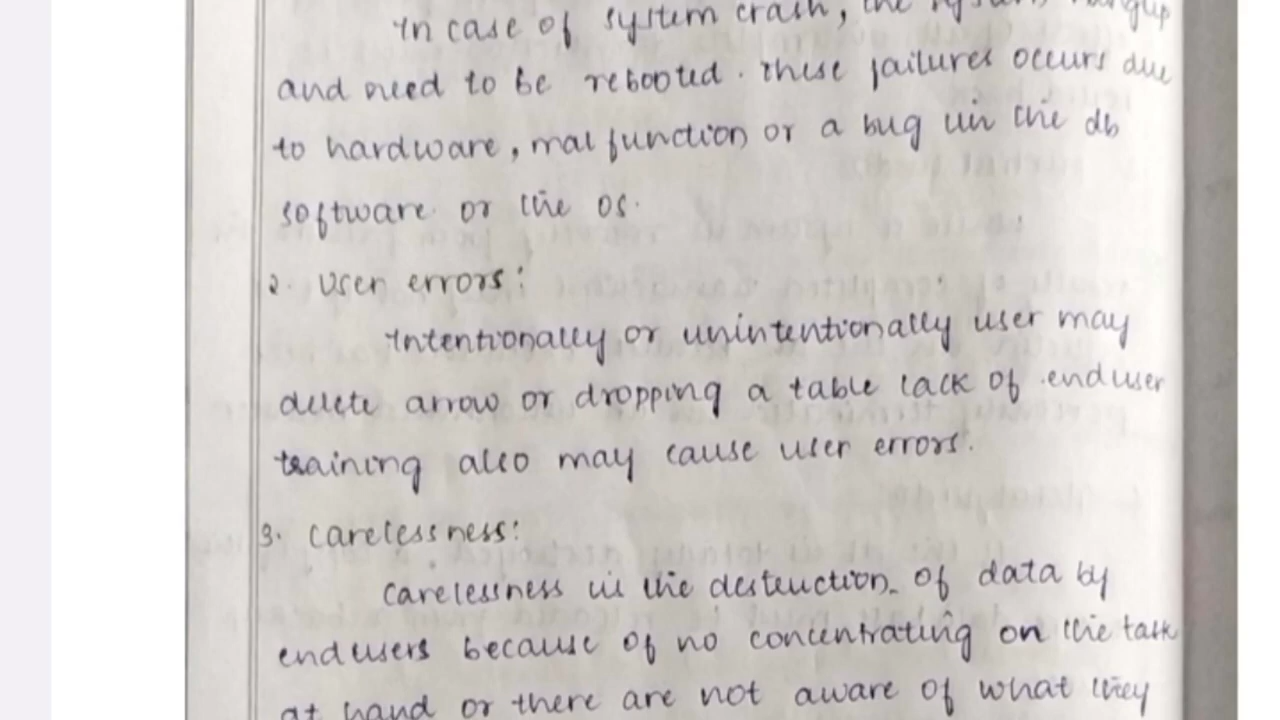 In case of system crash, the system hangup
and need to be rebooted. These failures occurs due
to hardware, malfunction or a bug in the db
software or the os.
2. User errors:
Intentionally or unintentionally user may
delete arrow or dropping a table lack of enduser
training also may cause user errors.
3. Carelessness:
Carelessness is the destruction of data by
endusers because of no concentrating on the task
at hand or there are not aware of what they